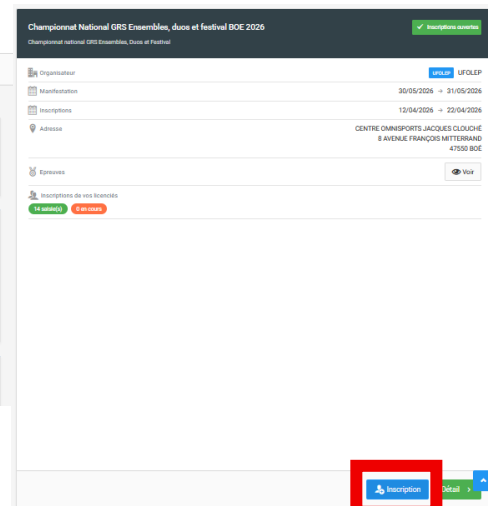 Championnat National GRS Ensembles, duos et festival BOE 2026
Inscriptions ouvertes
Championnat national GRS Ensembles, Duos et Festival
Organisateur
UFOLEP UFOLEP
Manifestation
30/05/2026 → 31/05/2026
Inscriptions
12/04/2026 → 22/04/2026
Adresse
CENTRE OMNISPORTS JACQUES CLOUCHÉ
8 AVENUE FRANÇOIS MITTERRAND
47550 BOÉ
Epreuves
Voir
Inscriptions de vos licenciés
14 saisie(s) 0 en cours
Inscription
Détail >